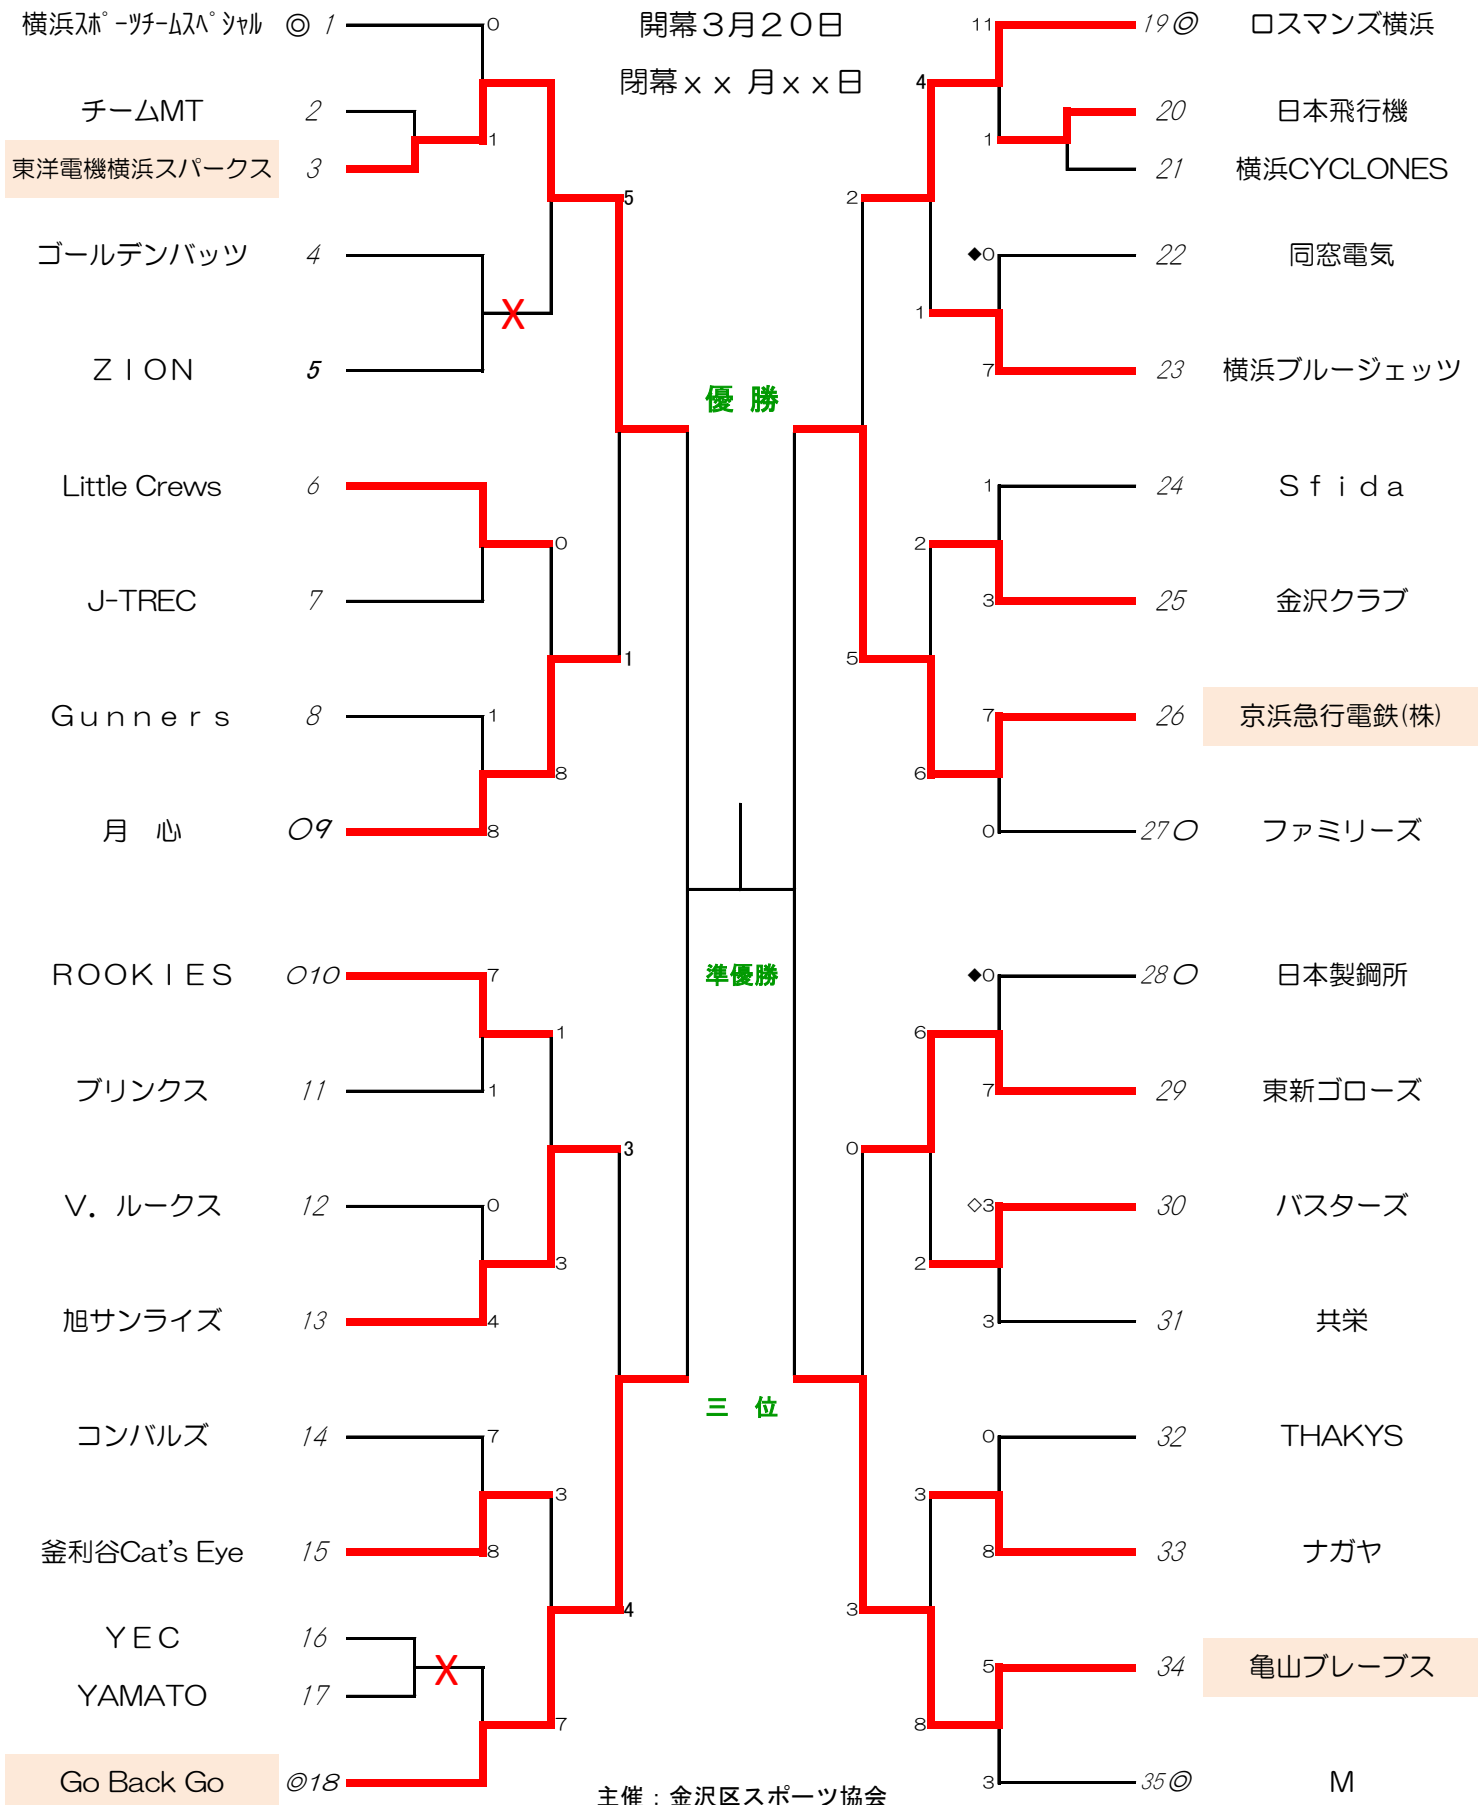 開幕３月２０日
閉幕ｘｘ 月ｘｘ日
横浜ｽﾎﾟｰﾂﾁｰﾑｽﾍﾟｼｬﾙ ◎ 1 0
チームMT 2
1
東洋電機横浜スパークス 3
5
ゴールデンバッツ 4
X
ＺＩＯＮ 5
Little Crews 6
0
J-TREC 7
1
Ｇｕｎｎｅｒｓ 8 1
8
月　心 〇9 8
ＲＯＯＫＩＥＳ 〇10 7
1
ブリンクス 11 1
3
Ｖ．ルークス 12 0
3
旭サンライズ 13 4
コンバルズ 14 7
3
釜利谷Cat's Eye 15 8
4
ＹＥＣ 16
X
YAMATO 17
7
Go Back Go ◎18
優 勝
準優勝
三　位
11 19◎ ロスマンズ横浜
4
20 日本飛行機
1
21 横浜CYCLONES
2
◆0 22 同窓電気
1
7 23 横浜ブルージェッツ
1 24 Ｓｆｉｄａ
2
3 25 金沢クラブ
5
7 26 京浜急行電鉄(株)
6
0 27〇 ファミリーズ
◆0 28〇 日本製鋼所
6
7 29 東新ゴローズ
0
◇3 30 バスターズ
2
3 31 共栄
0 32 THAKYS
3
8 33 ナガヤ
3
5 34 亀山ブレーブス
8
3 35◎ Ｍ
主催：金沢区スポーツ協会